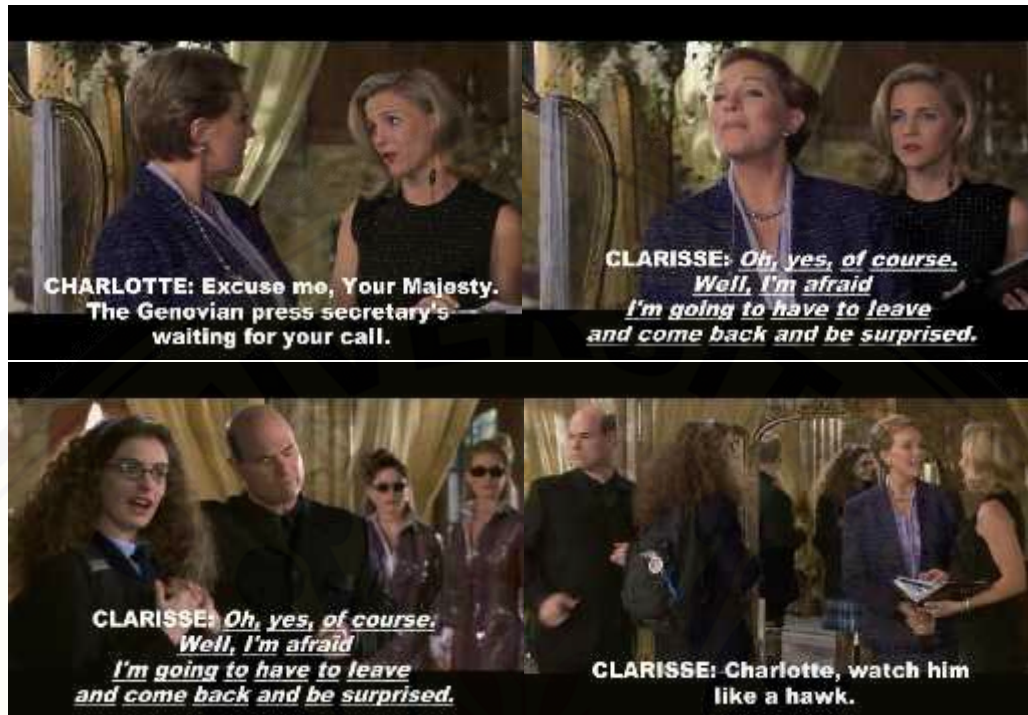 CHARLOTTE: Excuse me, Your Majesty.
The Genovian press secretary's
waiting for your call.
CLARISSE: Oh, yes, of course.
Well, I'm afraid
I'm going to have to leave
and come back and be surprised.
CLARISSE: Oh, yes, of course.
Well, I'm afraid
I'm going to have to leave
and come back and be surprised.
CLARISSE: Charlotte, watch him
like a hawk.